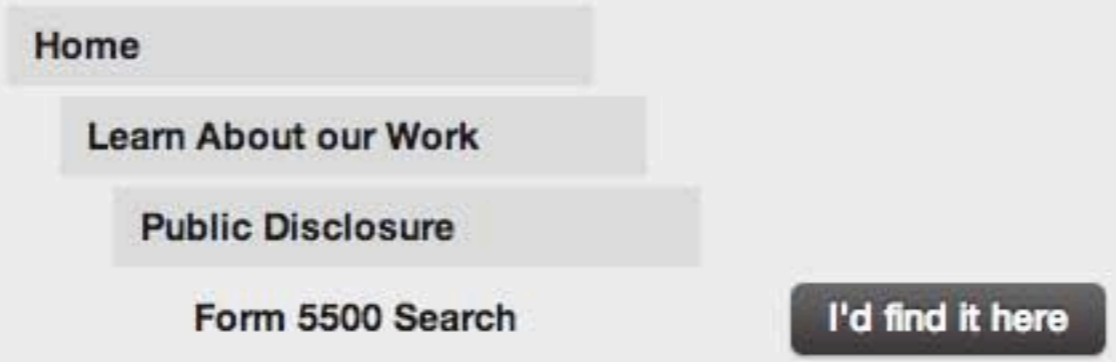 Home
Learn About our Work
Public Disclosure
Form 5500 Search
I'd find it here